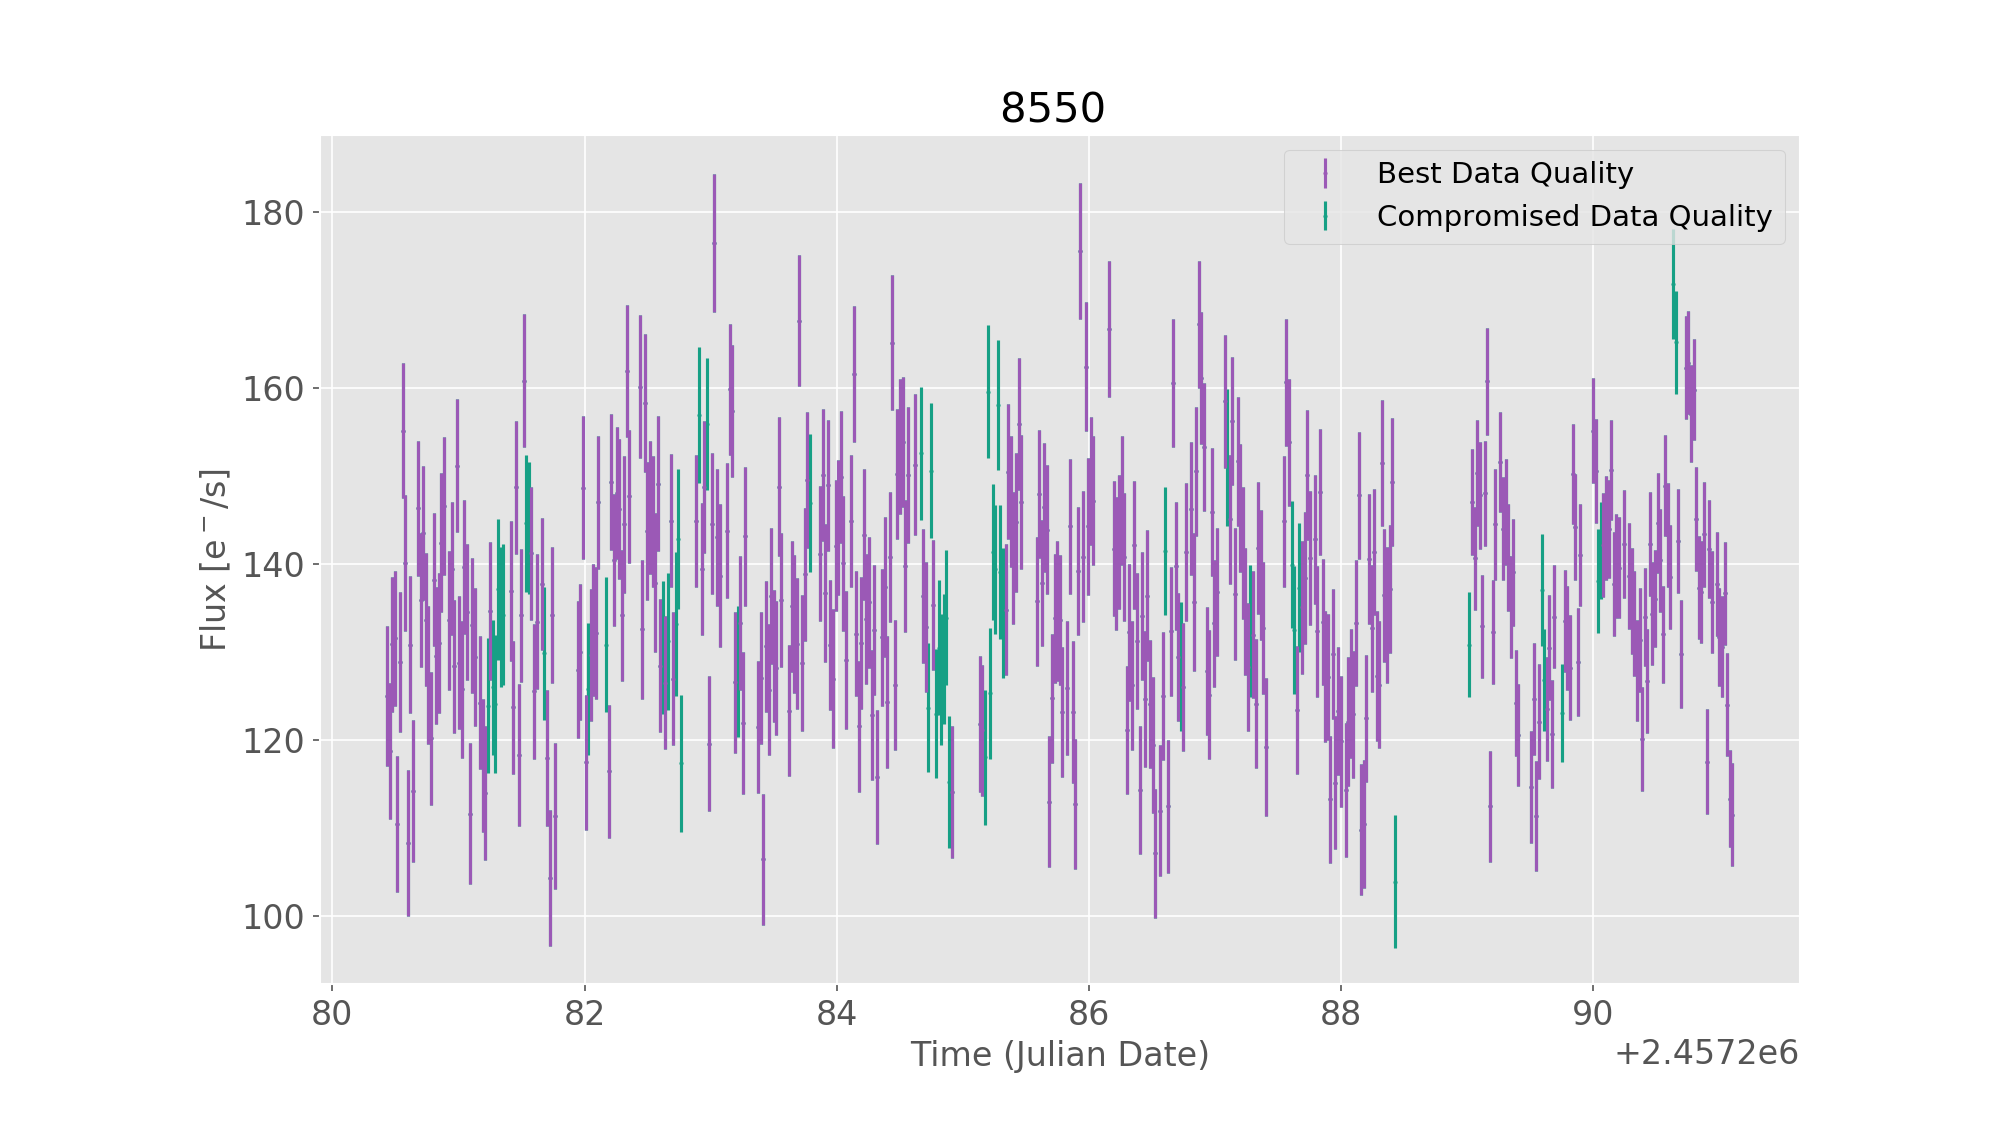 8550
Best Data Quality
Compromised Data Quality
Flux [e⁻/s]
180
160
140
120
100
80 82 84 86 88 90
Time (Julian Date)
+2.4572e6